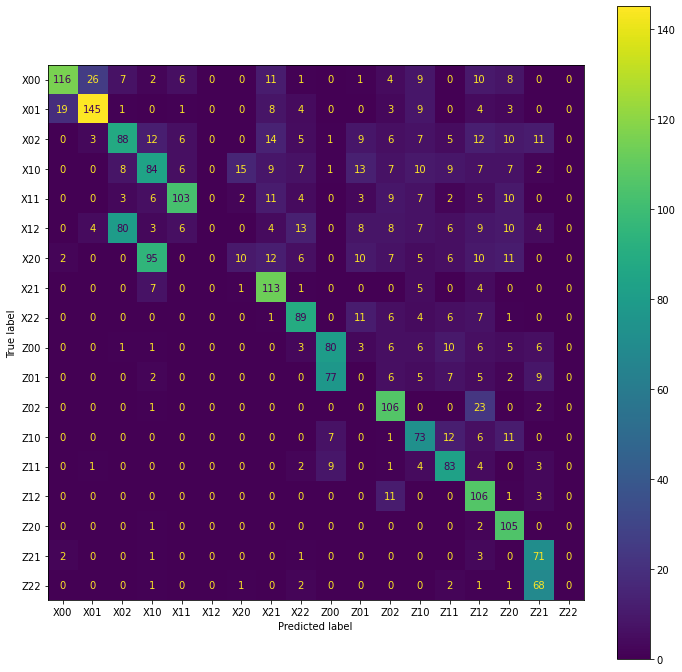 X00 116 26 7 2 6 0 0 11 1 0 1 4 9 0 10 8 0 0
X01 19 145 1 0 1 0 0 8 4 0 0 3 9 0 4 3 0 0
X02 0 3 88 12 6 0 0 14 5 1 9 6 7 5 12 10 11 0
X10 0 0 8 84 6 0 15 9 7 1 13 7 10 9 7 7 2 0
X11 0 0 3 6 103 0 2 11 4 0 3 9 7 2 5 10 0 0
X12 0 4 80 3 6 0 0 4 13 0 8 8 7 6 9 10 4 0
X20 2 0 0 95 0 0 10 12 6 0 10 7 5 6 10 11 0 0
X21 0 0 0 7 0 0 1 113 1 0 0 0 5 0 4 0 0 0
X22 0 0 0 0 0 0 0 1 89 0 11 6 4 6 7 1 0 0
Z00 0 0 1 1 0 0 0 0 3 80 3 6 6 10 6 5 6 0
Z01 0 0 0 2 0 0 0 0 0 77 0 6 5 7 5 2 9 0
Z02 0 0 0 1 0 0 0 0 0 0 0 106 0 0 23 0 2 0
Z10 0 0 0 0 0 0 0 0 0 7 0 1 73 12 6 11 0 0
Z11 0 1 0 0 0 0 0 0 2 9 0 1 4 83 4 0 3 0
Z12 0 0 0 0 0 0 0 0 0 0 0 11 0 0 106 1 3 0
Z20 0 0 0 1 0 0 0 0 0 0 0 0 0 0 2 105 0 0
Z21 2 0 0 1 0 0 0 0 1 0 0 0 0 0 3 0 71 0
Z22 0 0 0 1 0 0 1 0 2 0 0 0 0 2 1 1 68 0
X00 X01 X02 X10 X11 X12 X20 X21 X22 Z00 Z01 Z02 Z10 Z11 Z12 Z20 Z21 Z22
Predicted label
True label
140
120
100
80
60
40
20
0